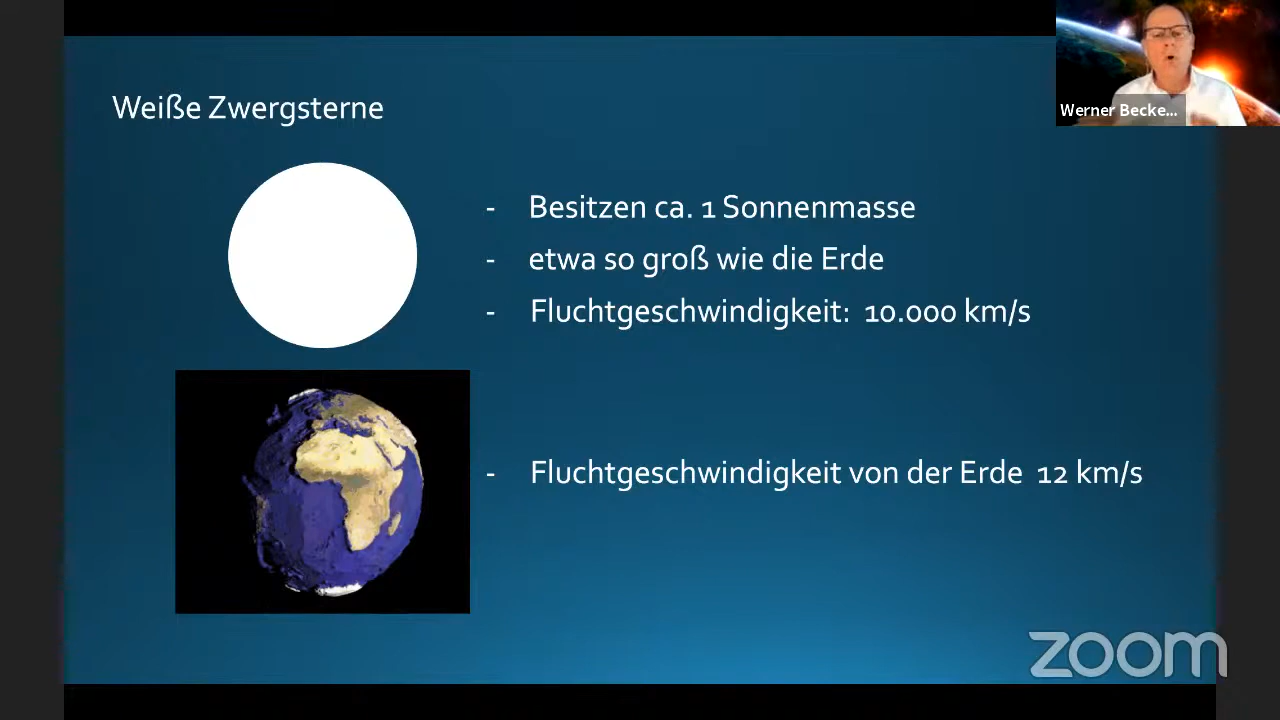 Weiße Zwergsterne
Werner Becke...
- Besitzen ca. 1 Sonnenmasse
- etwa so groß wie die Erde
- Fluchtgeschwindigkeit: 10.000 km/s
- Fluchtgeschwindigkeit von der Erde 12 km/s
zoom